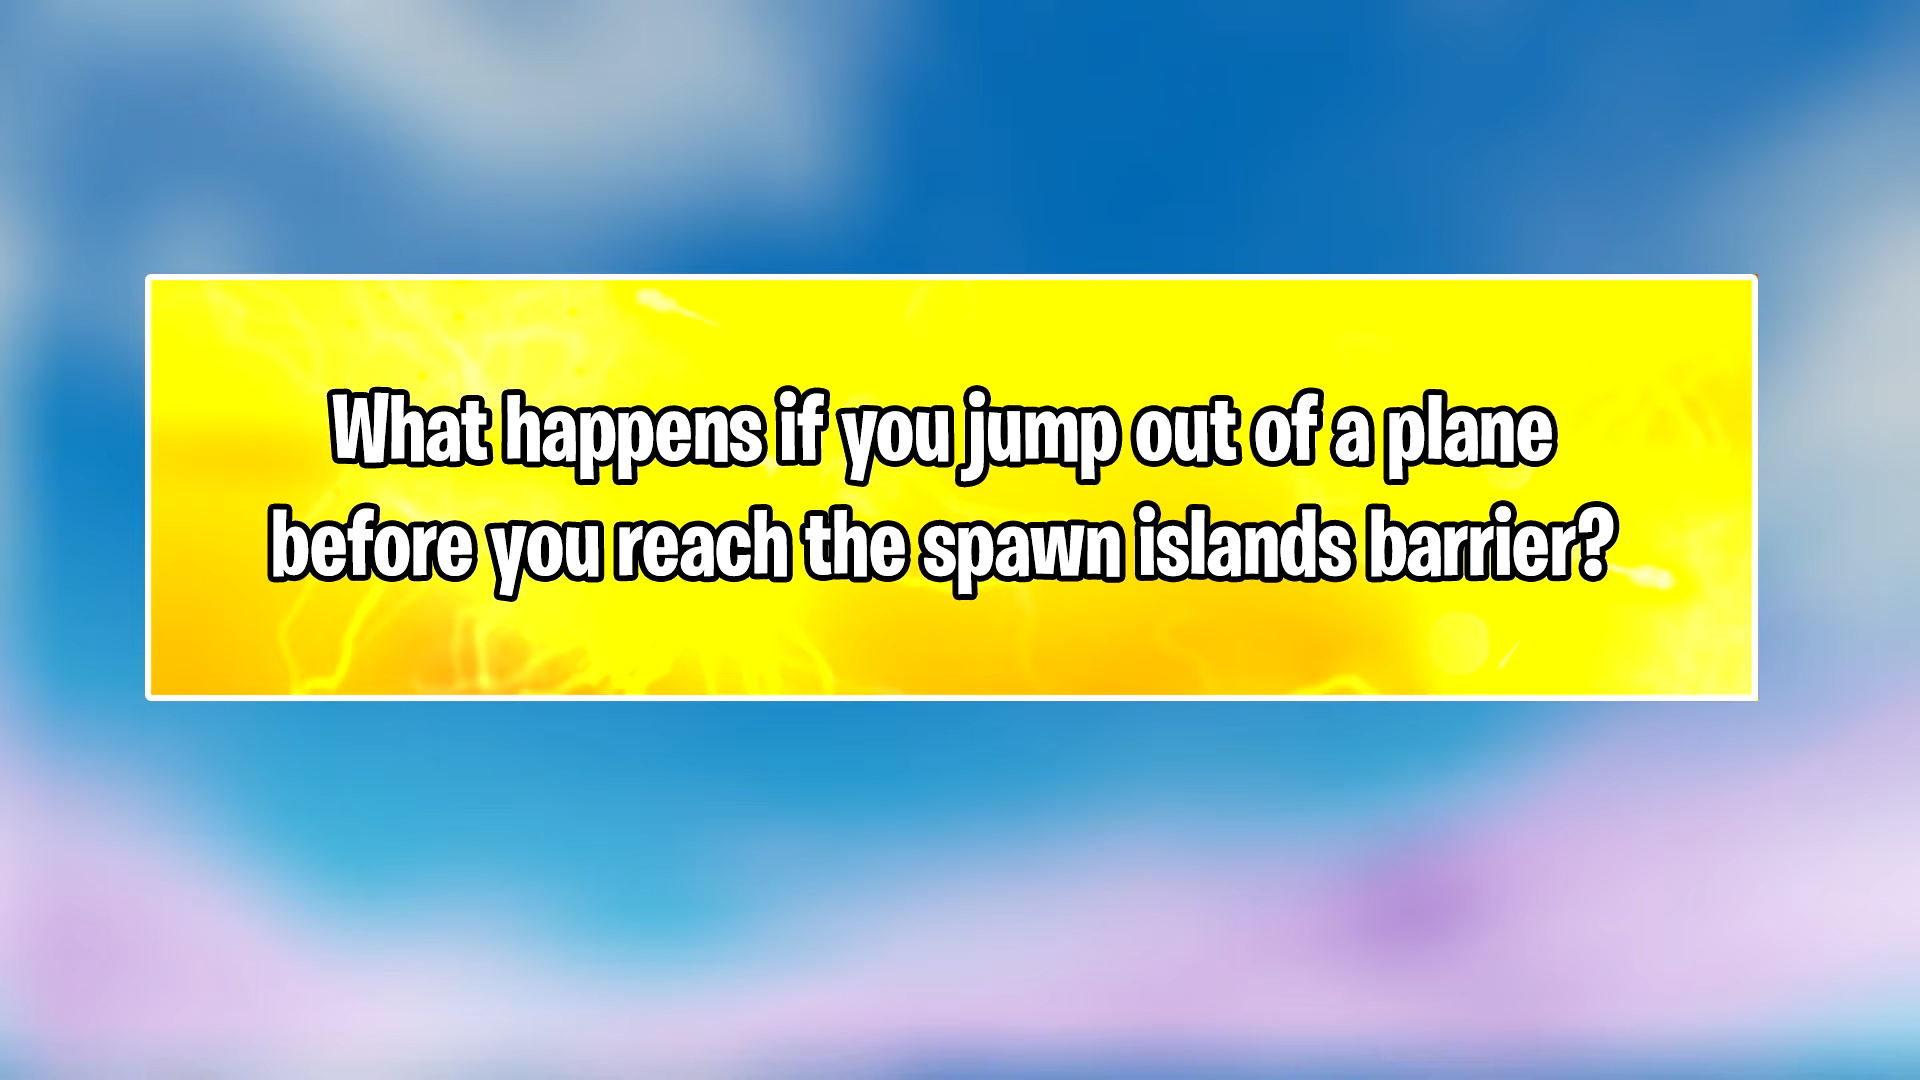 What happens if you jump out of a plane
before you reach the spawn islands barrier?